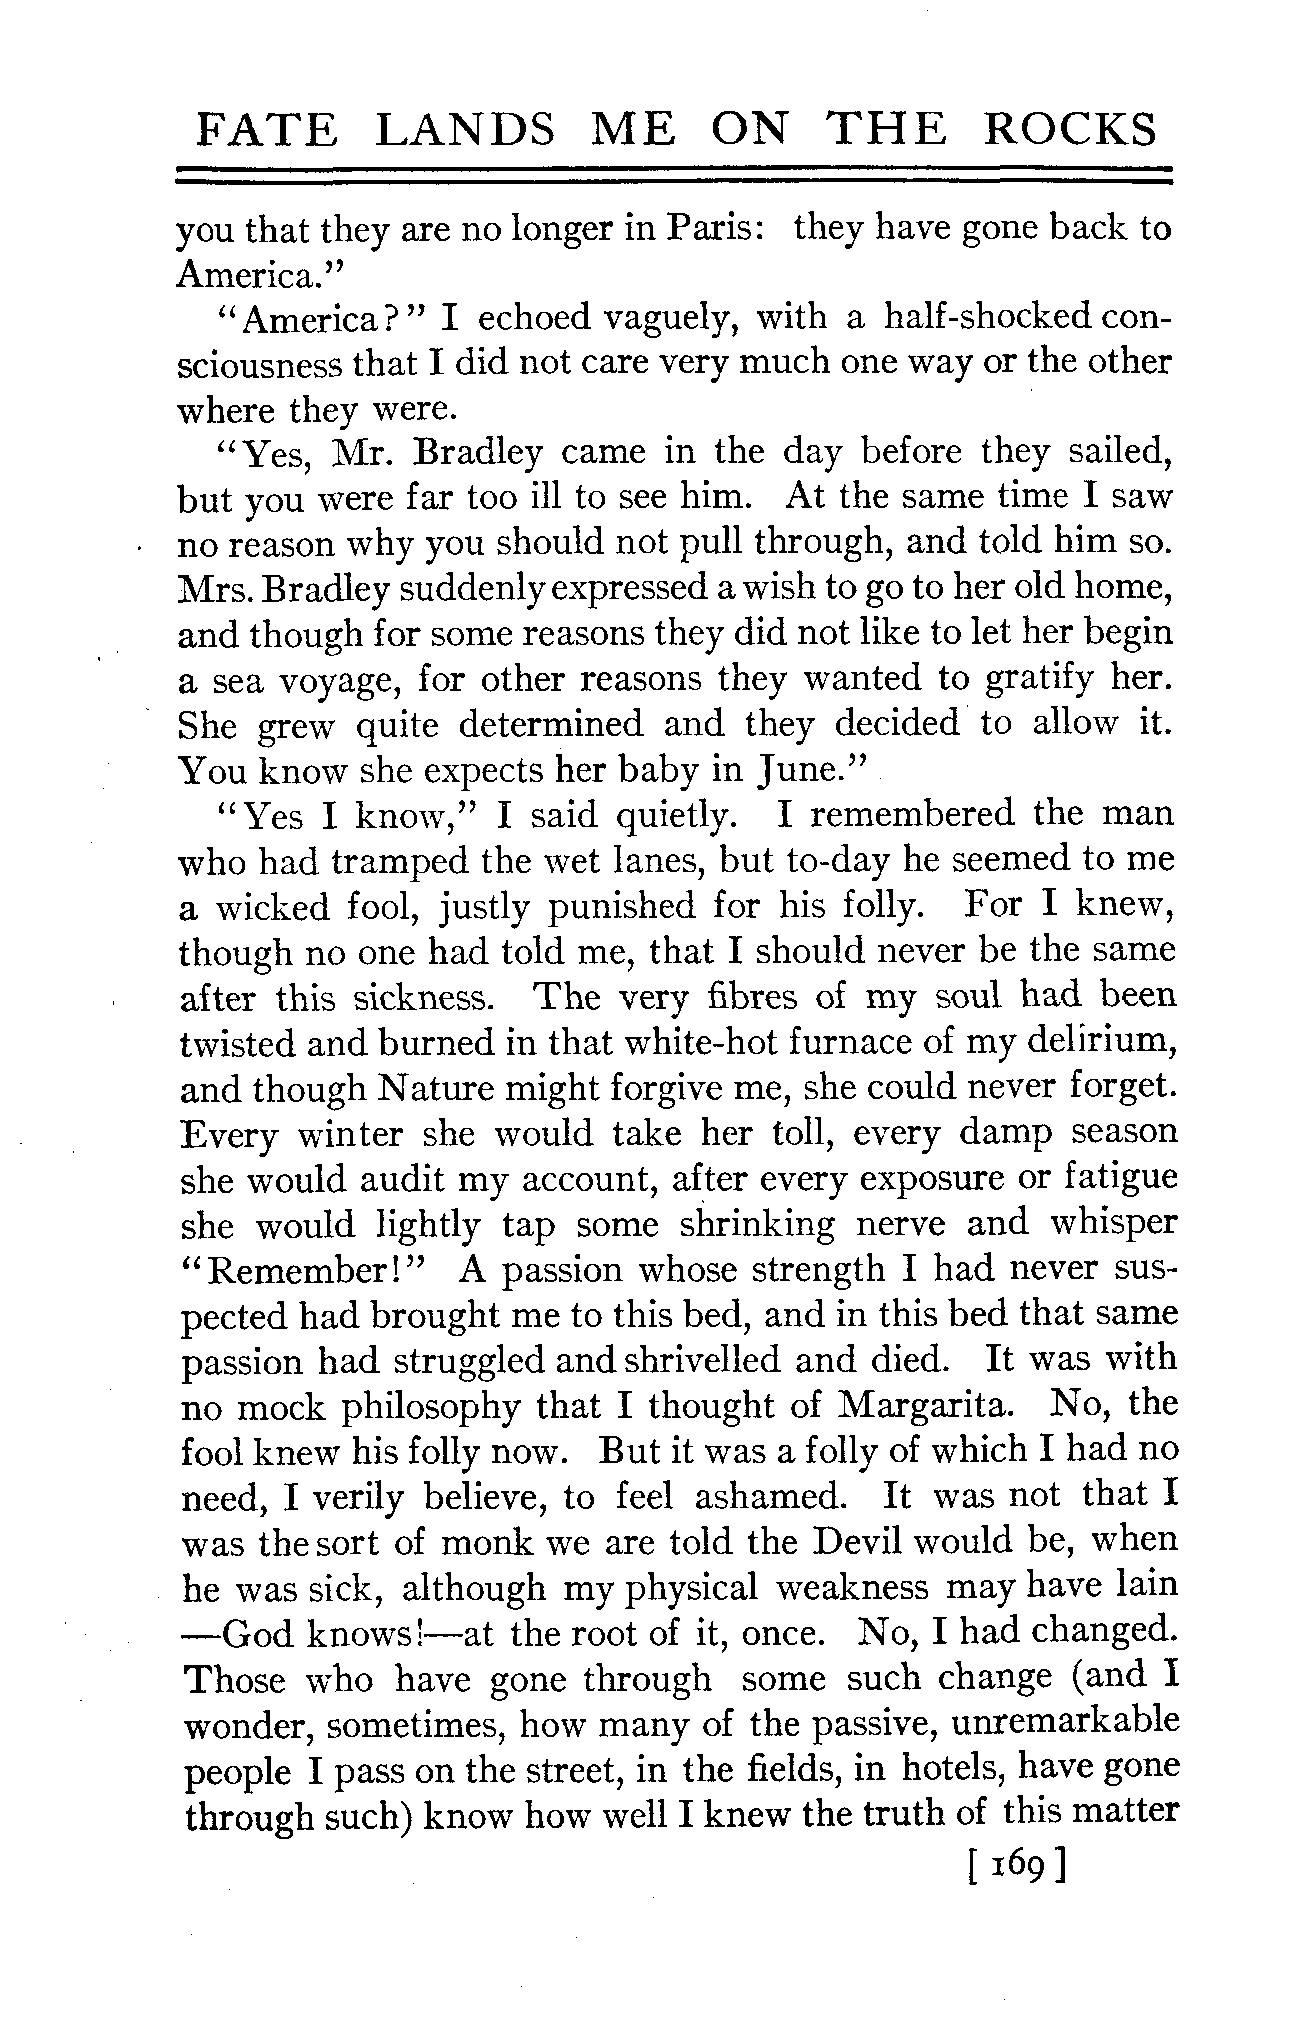 FATE LANDS ME ON THE ROCKS
you that they are no longer in Paris: they have gone back to
America."
"America?" I echoed vaguely, with a half-shocked con-
sciousness that I did not care very much one way or the other
where they were.
"Yes, Mr. Bradley came in the day before they sailed,
but you were far too ill to see him. At the same time I saw
no reason why you should not pull through, and told him so.
Mrs. Bradley suddenly expressed a wish to go to her old home,
and though for some reasons they did not like to let her begin
a sea voyage, for other reasons they wanted to gratify her.
She grew quite determined and they decided to allow it.
You know she expects her baby in June."
"Yes I know," I said quietly. I remembered the man
who had tramped the wet lanes, but to-day he seemed to me
a wicked fool, justly punished for his folly. For I knew,
though no one had told me, that I should never be the same
after this sickness. The very fibres of my soul had been
twisted and burned in that white-hot furnace of my delirium,
and though Nature might forgive me, she could never forget.
Every winter she would take her toll, every damp season
she would audit my account, after every exposure or fatigue
she would lightly tap some shrinking nerve and whisper
"Remember!" A passion whose strength I had never sus-
pected had brought me to this bed, and in this bed that same
passion had struggled and shrivelled and died. It was with
no mock philosophy that I thought of Margarita. No, the
fool knew his folly now. But it was a folly of which I had no
need, I verily believe, to feel ashamed. It was not that I
was the sort of monk we are told the Devil would be, when
he was sick, although my physical weakness may have lain
—God knows!—at the root of it, once. No, I had changed.
Those who have gone through some such change (and I
wonder, sometimes, how many of the passive, unremarkable
people I pass on the street, in the fields, in hotels, have gone
through such) know how well I knew the truth of this matter
[ 169 ]